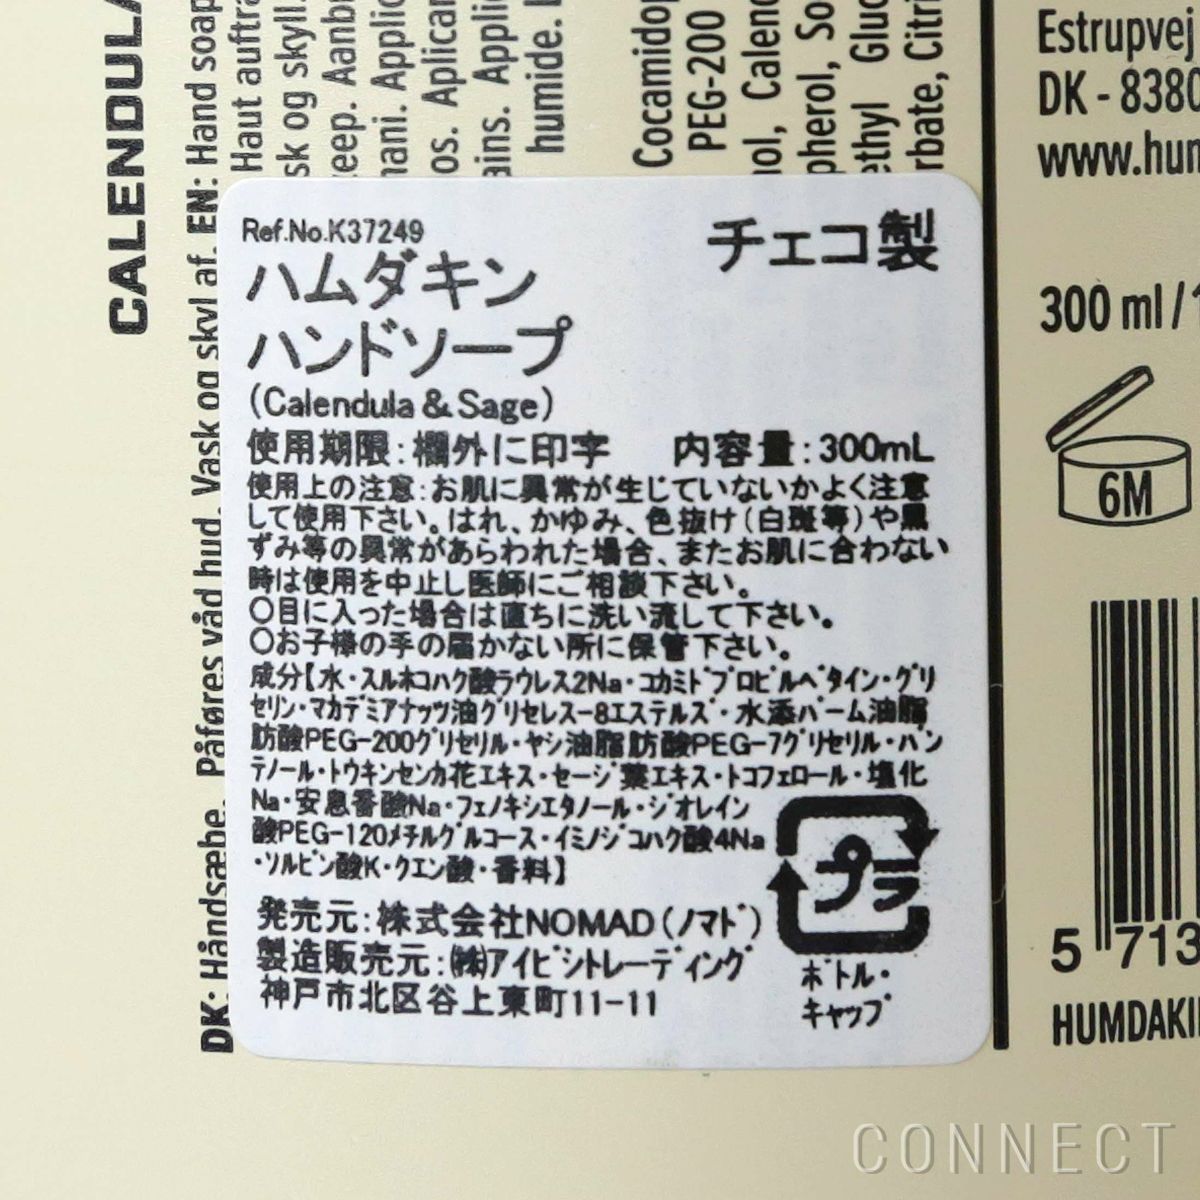 CALENDULA
DK: Håndsæbe. Påføres våd hud. Vask og skyl af. EN: Hand soap
Haut auftra
sk og skyll.
eep. Aanb
mani. Applic
os. Aplicar
ains. Applic
humide.
Cocamidop
PEG-200
nol, Calen
pherol, So
ethyl Gluc
rbate, Citri
Estrupvej
DK - 8380
www.hum
300 ml / 1
6M
5 713
HUMDAKI
Ref.No.K37249
チェコ製
ハムダキン
ハンドソープ
(Calendula & Sage)
使用期限:欄外に印字 内容量:300mL
使用上の注意:お肌に異常が生じていないかよく注意
して使用下さい。はれ、かゆみ、色抜け(白斑等)や黒
ずみ等の異常があらわれた場合、またお肌に合わない
時は使用を中止し医師にご相談下さい。
○目に入った場合は直ちに洗い流して下さい。
○お子様の手の届かない所に保管下さい。
成分【水・スルホコハク酸ラウレス2Na・コカミドプロピルベタイン・グリ
セリン・マカデミアナッツ油グリセレス-8エステルズ・水添パーム油脂
肪酸PEG-200グリセリル・ヤシ油脂肪酸PEG-7グリセリル・パン
テノール・トウキンセンカ花エキス・セージ葉エキス・トコフェロール・塩化
Na・安息香酸Na・フェノキシエタノール・ジオレイン
酸PEG-120メチルグルコース・イミノジコハク酸4Na
・ソルビン酸K・クエン酸・香料】
発売元:株式会社NOMAD(ノマド)
製造販売元:㈱アイビシトレーディング
神戸市北区谷上東町11-11
プラ
ボトル・
キャップ
CONNECT